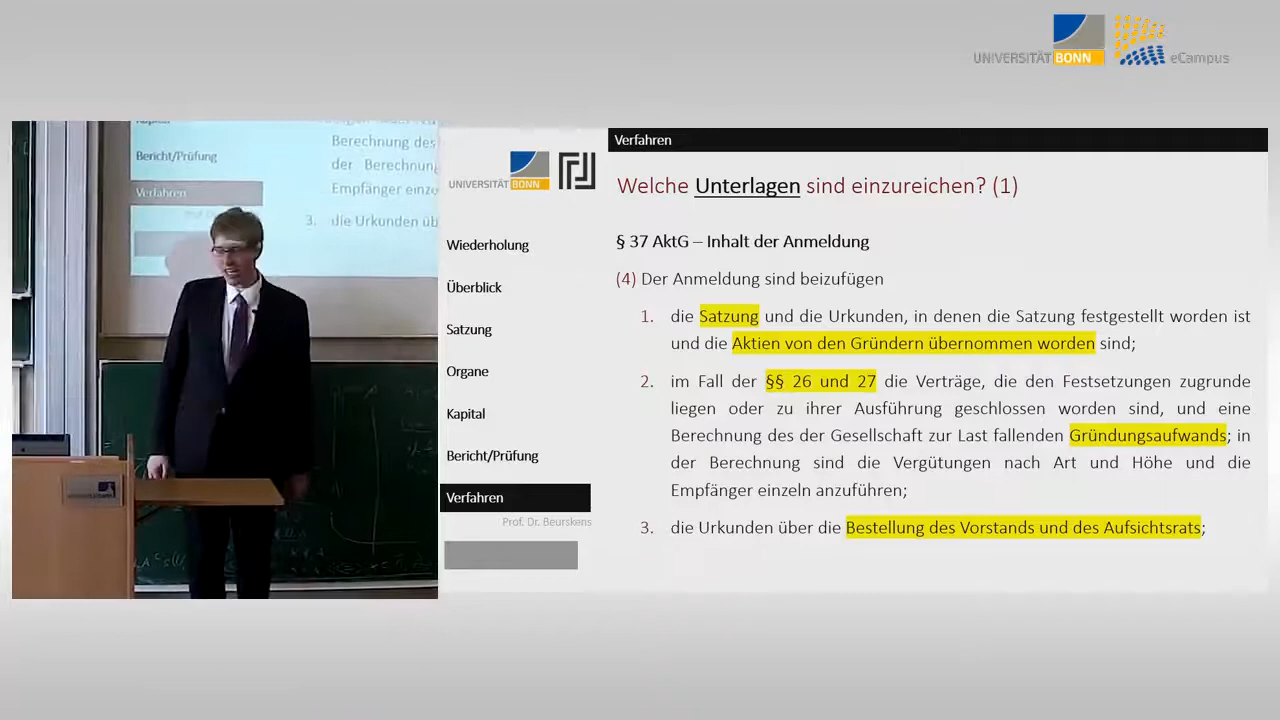 UNIVERSITÄT BONN eCampus
Bericht/Prüfung
Verfahren
Berechnung des
der Berechnung
Empfänger einze
3. die Urkunden üb
UNIVERSITÄT BONN
Wiederholung
Überblick
Satzung
Organe
Kapital
Bericht/Prüfung
Verfahren
Prof. Dr. Beurskens
Verfahren
Welche Unterlagen sind einzureichen? (1)
§ 37 AktG – Inhalt der Anmeldung
(4) Der Anmeldung sind beizufügen
1. die Satzung und die Urkunden, in denen die Satzung festgestellt worden ist
und die Aktien von den Gründern übernommen worden sind;
2. im Fall der §§ 26 und 27 die Verträge, die den Festsetzungen zugrunde
liegen oder zu ihrer Ausführung geschlossen worden sind, und eine
Berechnung des der Gesellschaft zur Last fallenden Gründungsaufwands; in
der Berechnung sind die Vergütungen nach Art und Höhe und die
Empfänger einzeln anzuführen;
3. die Urkunden über die Bestellung des Vorstands und des Aufsichtsrats;